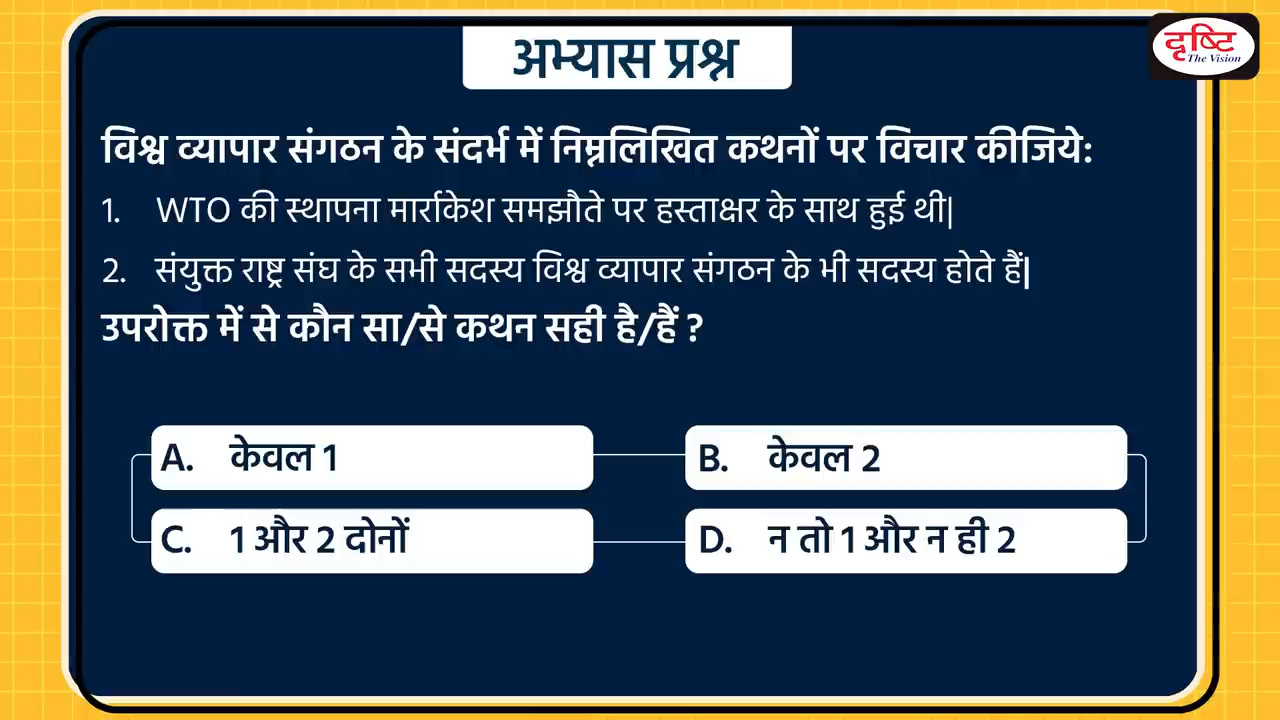 अभ्यास प्रश्न
दृष्टि
The Vision
विश्व व्यापार संगठन के संदर्भ में निम्नलिखित कथनों पर विचार कीजिये:
1. WTO की स्थापना मार्राकेश समझौते पर हस्ताक्षर के साथ हुई थी|
2. संयुक्त राष्ट्र संघ के सभी सदस्य विश्व व्यापार संगठन के भी सदस्य होते हैं|
उपरोक्त में से कौन सा/से कथन सही है/हैं ?
A. केवल 1
B. केवल 2
C. 1 और 2 दोनों
D. न तो 1 और न ही 2